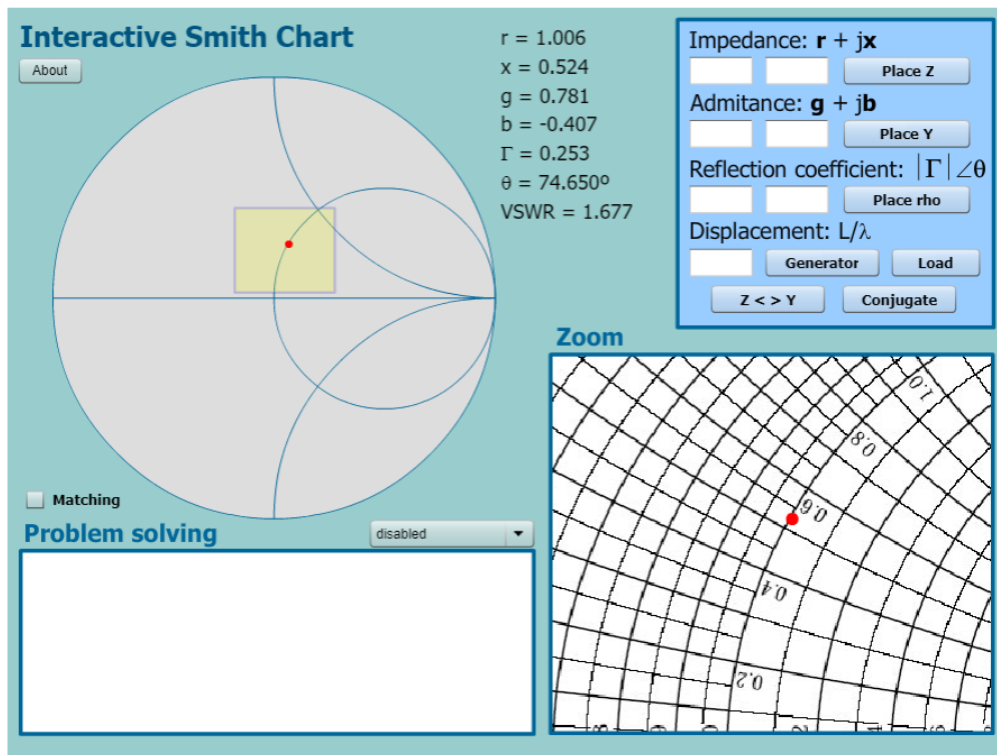 Interactive Smith Chart
About
r = 1.006
x = 0.524
g = 0.781
b = -0.407
Γ = 0.253
θ = 74.650º
VSWR = 1.677
Impedance: r + jx
Place Z
Admitance: g + jb
Place Y
Reflection coefficient: |Γ|∠θ
Place rho
Displacement: L/λ
Generator Load
Z < > Y Conjugate
Matching
Problem solving
disabled
Zoom
1.0
0.8
0.6
0.4
0.2